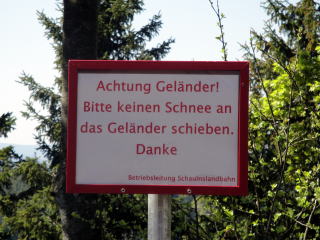 Achtung Geländer!
Bitte keinen Schnee an
das Geländer schieben.
Danke
Betriebsleitung Schauinslandbahn